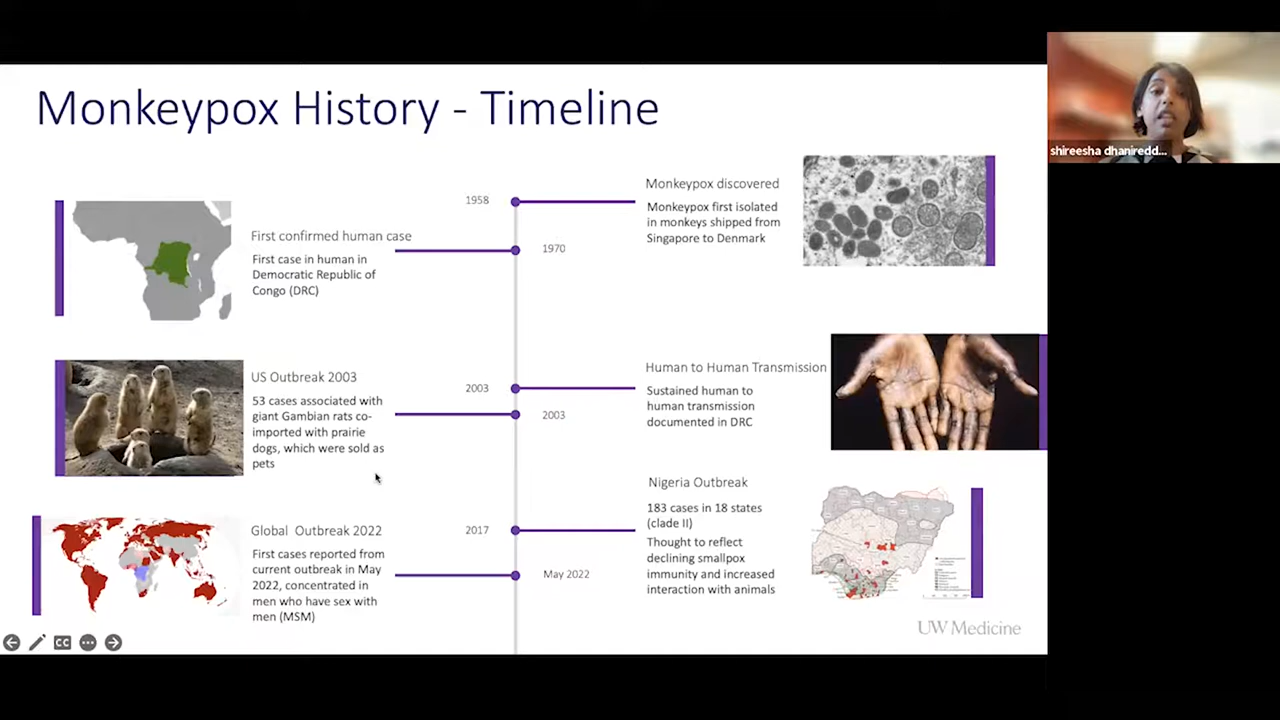 Monkeypox History - Timeline
shireesha dhaniredd...
1958
Monkeypox discovered
Monkeypox first isolated
in monkeys shipped from
Singapore to Denmark
First confirmed human case
First case in human in
Democratic Republic of
Congo (DRC)
1970
US Outbreak 2003
53 cases associated with
giant Gambian rats co-
imported with prairie
dogs, which were sold as
pets
2003
2003
Human to Human Transmission
Sustained human to
human transmission
documented in DRC
Nigeria Outbreak
183 cases in 18 states
(clade II)
Thought to reflect
declining smallpox
immunity and increased
interaction with animals
2017
Global Outbreak 2022
First cases reported from
current outbreak in May
2022, concentrated in
men who have sex with
men (MSM)
May 2022
CC
UW Medicine